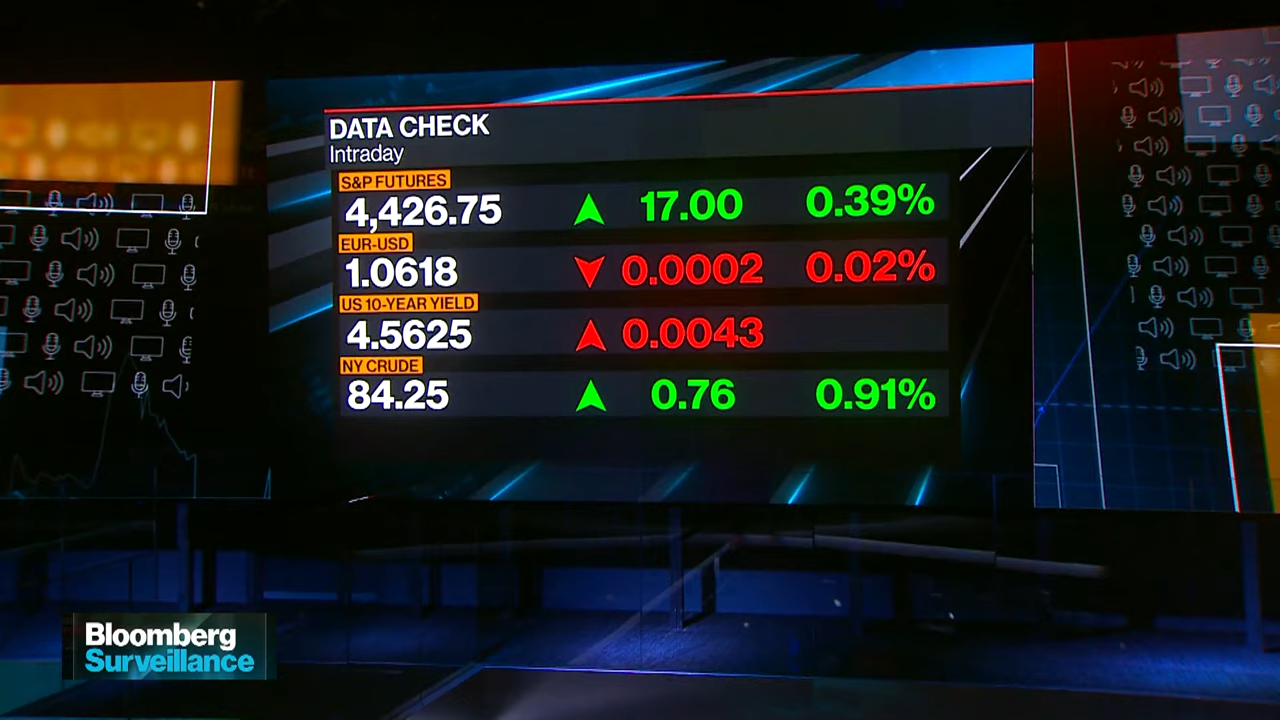 DATA CHECK
Intraday
S&P FUTURES
4,426.75 ▲ 17.00 0.39%
EUR-USD
1.0618 ▼ 0.0002 0.02%
US 10-YEAR YIELD
4.5625 ▲ 0.0043
NY CRUDE
84.25 ▲ 0.76 0.91%
Bloomberg
Surveillance